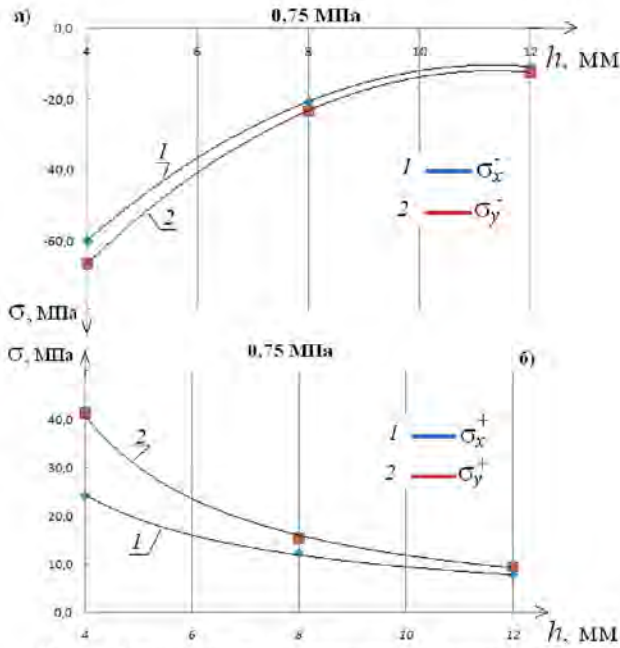 а)
0,75 МПа
0,0
4
6
8
10
12
h, мм
-20,0
-40,0
-60,0
1
2
1 σx-
2 σy-
σ, МПа
σ, МПа
0,75 МПа
б)
40,0
30,0
20,0
10,0
0,0
2
1
1 σx+
2 σy+
4
6
8
10
12
h, мм